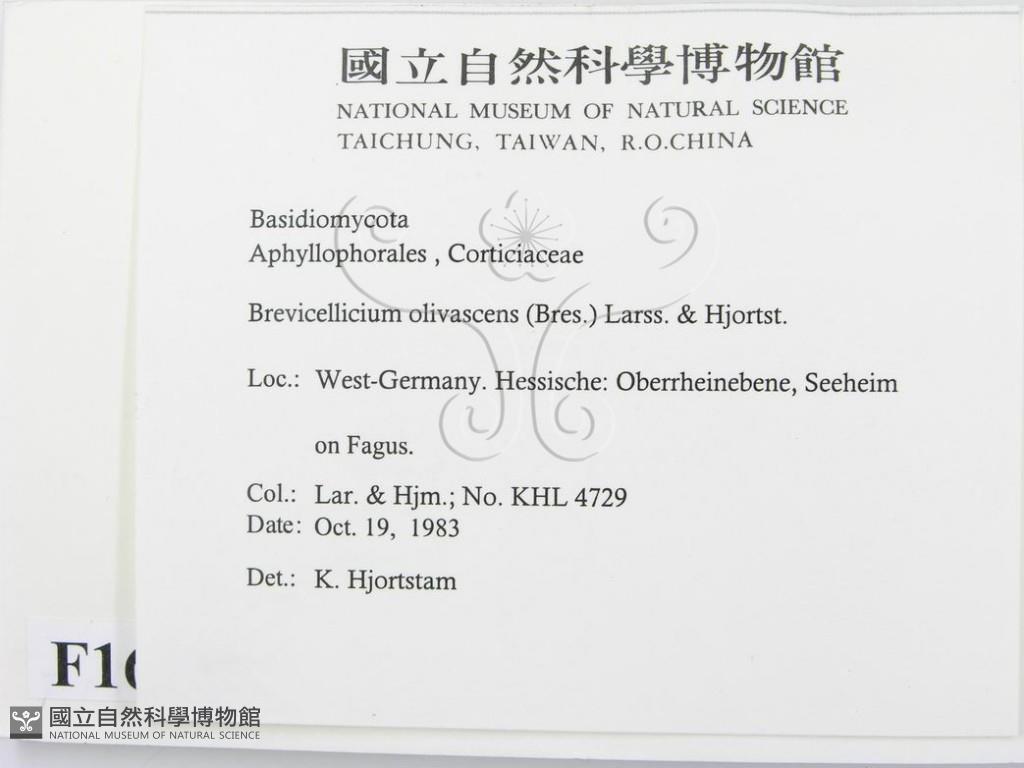 國立自然科學博物館
NATIONAL MUSEUM OF NATURAL SCIENCE
TAICHUNG, TAIWAN, R.O.CHINA
Basidiomycota
Aphyllophorales , Corticiaceae
Brevicellicium olivascens (Bres.) Larss. & Hjortst.
Loc.: West-Germany. Hessische: Oberrheinebene, Seeheim
on Fagus.
Col.: Lar. & Hjm.; No. KHL 4729
Date: Oct. 19, 1983
Det.: K. Hjortstam
國立自然科學博物館
NATIONAL MUSEUM OF NATURAL SCIENCE